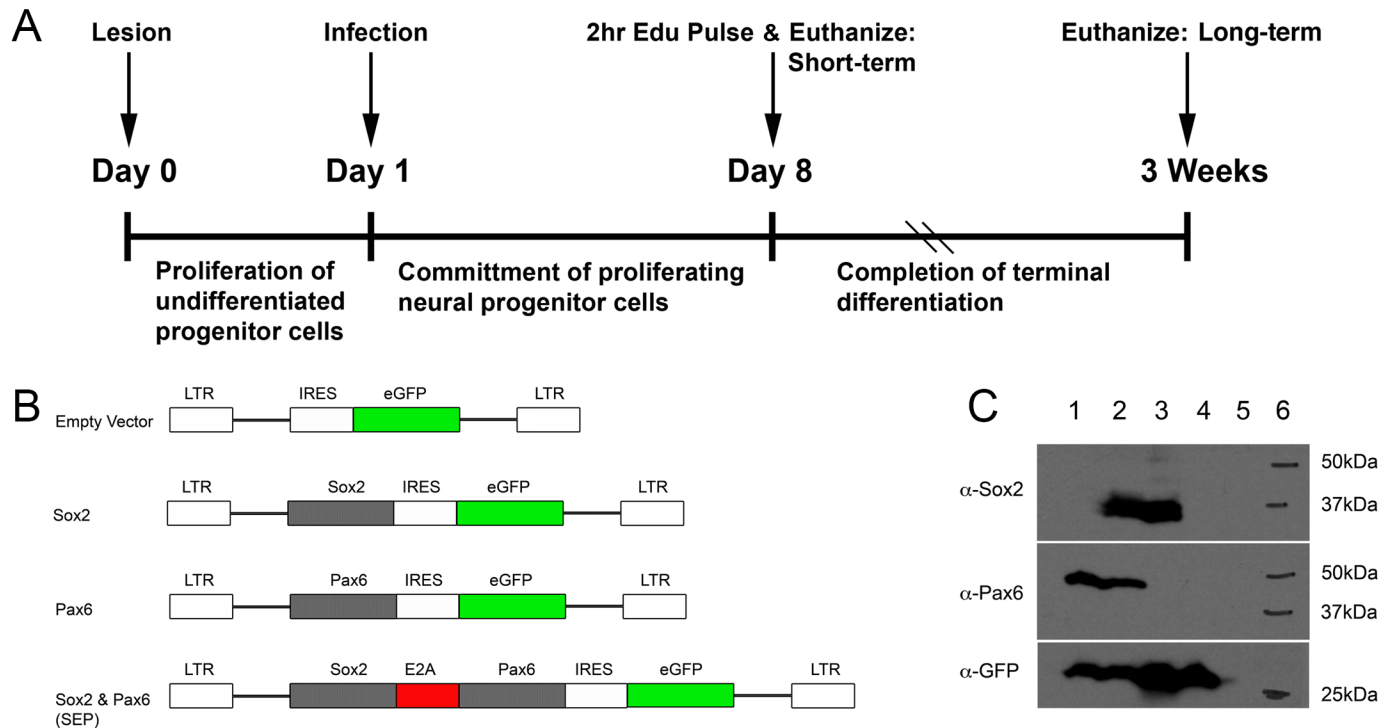 A
Lesion
Infection
2hr Edu Pulse & Euthanize:
Short-term
Euthanize: Long-term
Day 0
Day 1
Day 8
3 Weeks
Proliferation of
undifferentiated
progenitor cells
Committment of proliferating
neural progenitor cells
Completion of terminal
differentiation
B
LTR IRES eGFP LTR
Empty Vector
LTR Sox2 IRES eGFP LTR
Sox2
LTR Pax6 IRES eGFP LTR
Pax6
LTR Sox2 E2A Pax6 IRES eGFP LTR
Sox2 & Pax6
(SEP)
C
1 2 3 4 5 6
α-Sox2
50kDa
37kDa
α-Pax6
50kDa
37kDa
α-GFP
25kDa